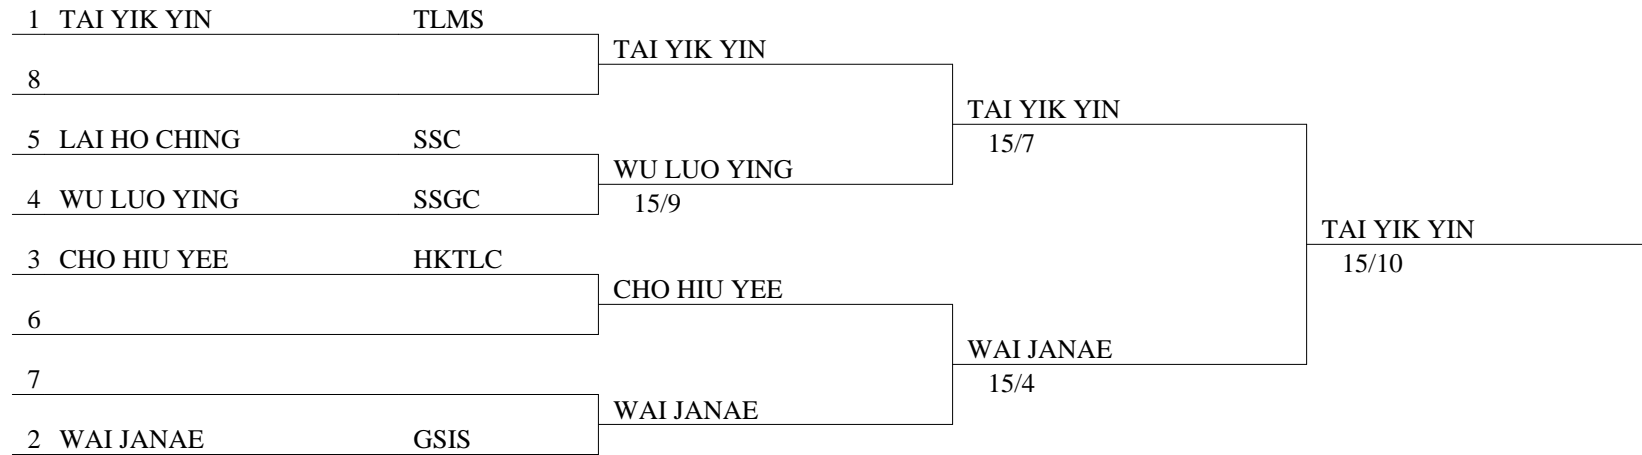 1 TAI YIK YIN TLMS
TAI YIK YIN
8
TAI YIK YIN
15/7
5 LAI HO CHING SSC
WU LUO YING
15/9
4 WU LUO YING SSGC
TAI YIK YIN
15/10
3 CHO HIU YEE HKTLC
CHO HIU YEE
6
WAI JANAE
15/4
7
WAI JANAE
2 WAI JANAE GSIS